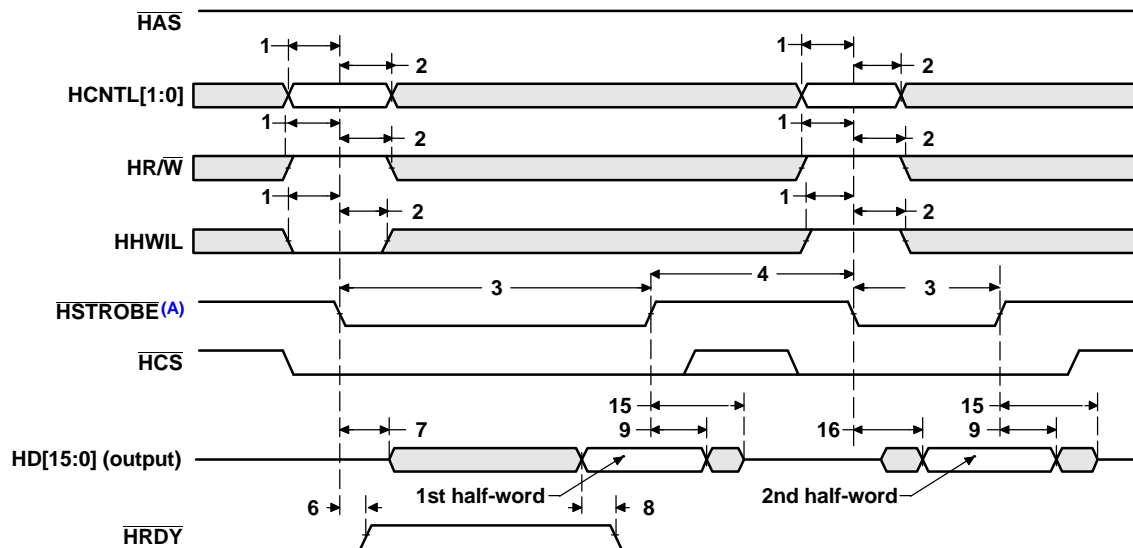 HAS
1
2
1
2
HCNTL[1:0]
1
2
1
2
HR/W
1
2
1
2
HHWIL
3
4
3
HSTROBE(A)
HCS
15
15
7
9
16
9
HD[15:0] (output)
1st half-word
2nd half-word
6
8
HRDY